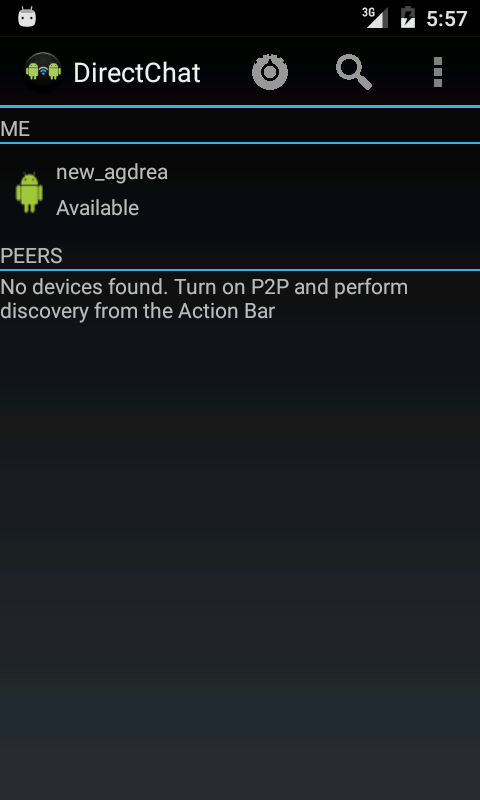 3G 5:57
DirectChat
ME
new_agdrea
Available
PEERS
No devices found. Turn on P2P and perform
discovery from the Action Bar